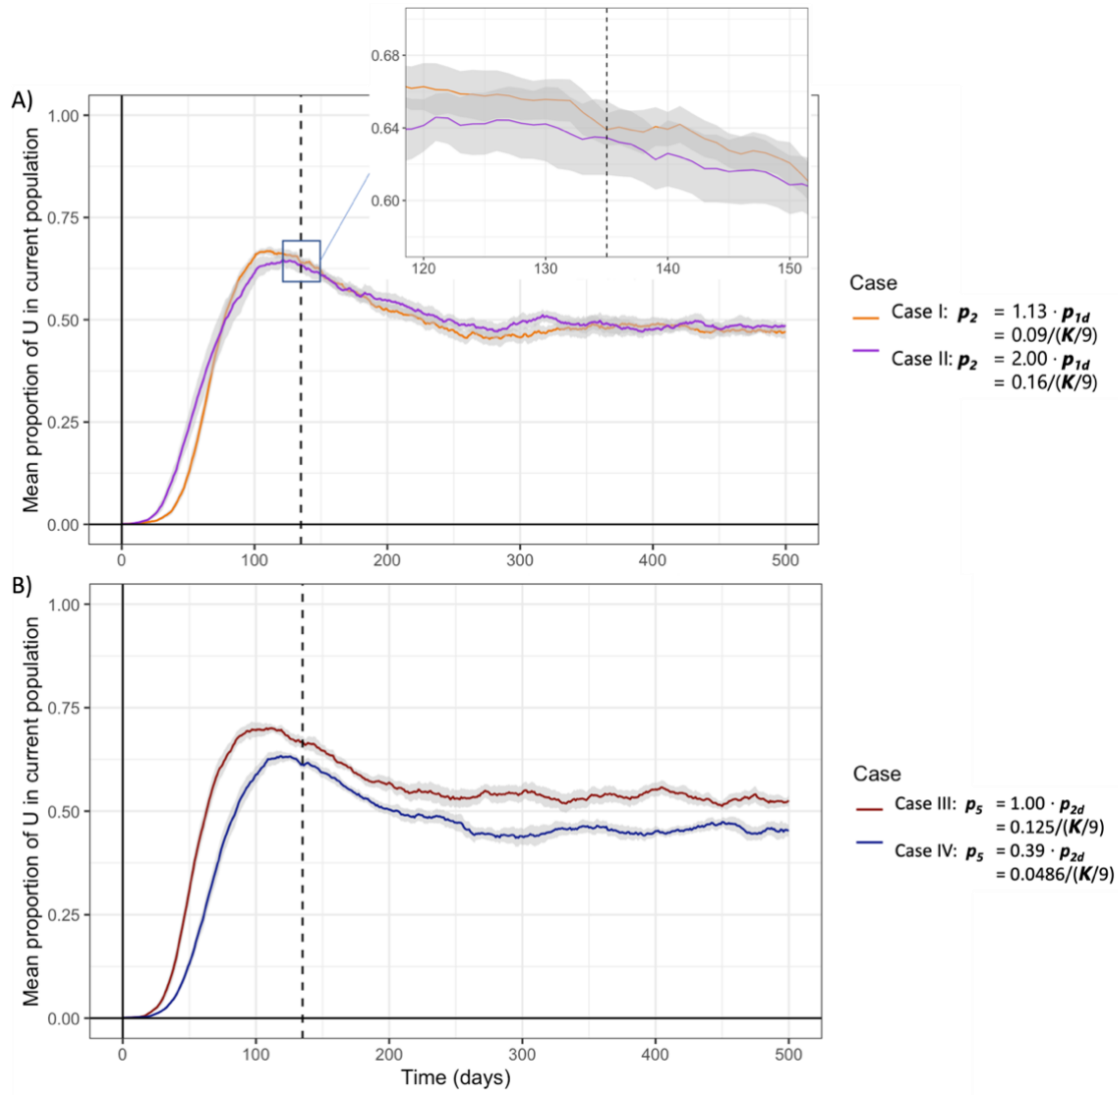 A)
Mean proportion of U in current population
1.00
0.75
0.50
0.25
0.00
0 100 200 300 400 500
0.68
0.64
0.60
120 130 140 150
Case
Case I: p2 = 1.13 · p1d
= 0.09/(K/9)
Case II: p2 = 2.00 · p1d
= 0.16/(K/9)
B)
Mean proportion of U in current population
1.00
0.75
0.50
0.25
0.00
0 100 200 300 400 500
Time (days)
Case
Case III: p5 = 1.00 · p2d
= 0.125/(K/9)
Case IV: p5 = 0.39 · p2d
= 0.0486/(K/9)